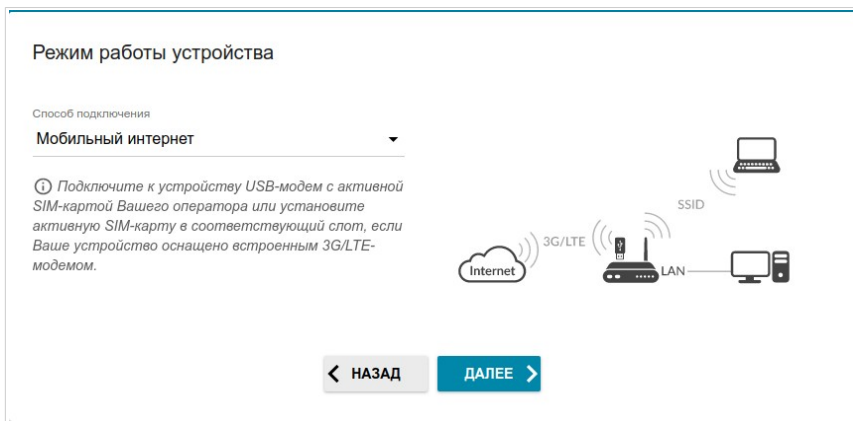 Режим работы устройства
Способ подключения
Мобильный интернет
Подключите к устройству USB-модем с активной
SIM-картой Вашего оператора или установите
активную SIM-карту в соответствующий слот, если
Ваше устройство оснащено встроенным 3G/LTE-
модемом.
SSID
3G/LTE
Internet
LAN
НАЗАД
ДАЛЕЕ